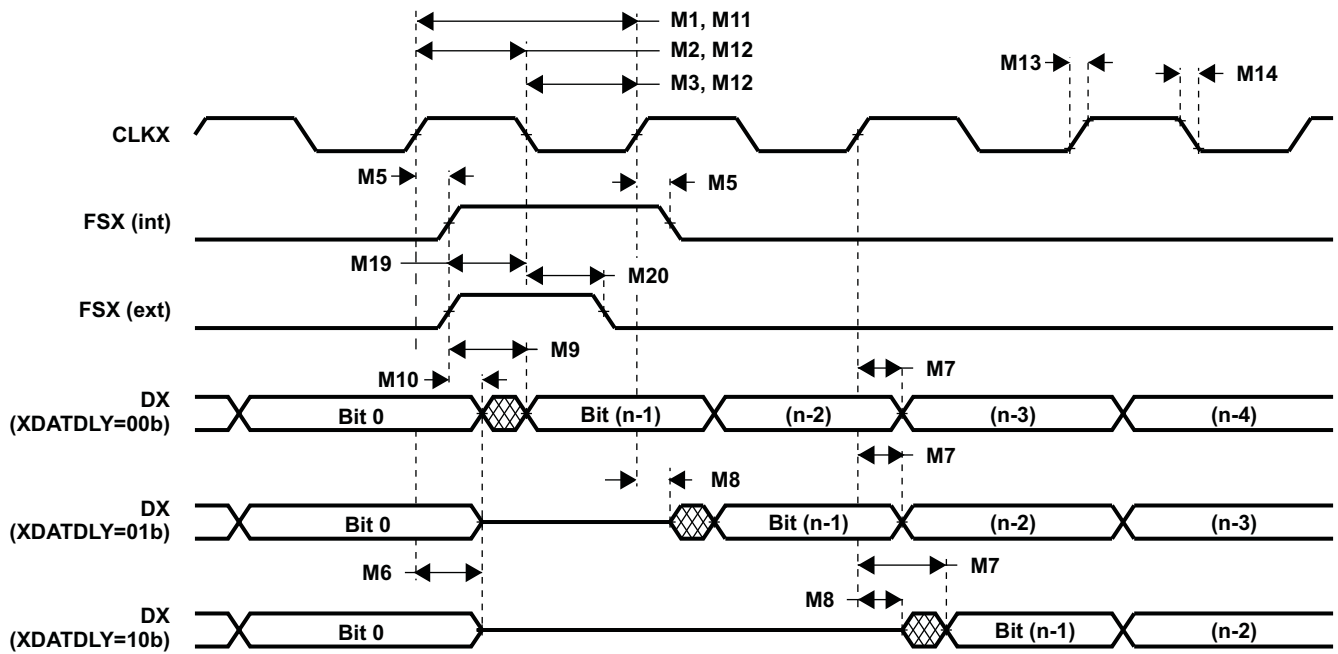 M1, M11
M2, M12
M3, M12
M13
M14
CLKX
M5
M5
FSX (int)
M19
M20
FSX (ext)
M9
M10
M7
DX
(XDATDLY=00b)
Bit 0
Bit (n-1)
(n-2)
(n-3)
(n-4)
M7
M8
DX
(XDATDLY=01b)
Bit 0
Bit (n-1)
(n-2)
(n-3)
M6
M7
M8
DX
(XDATDLY=10b)
Bit 0
Bit (n-1)
(n-2)